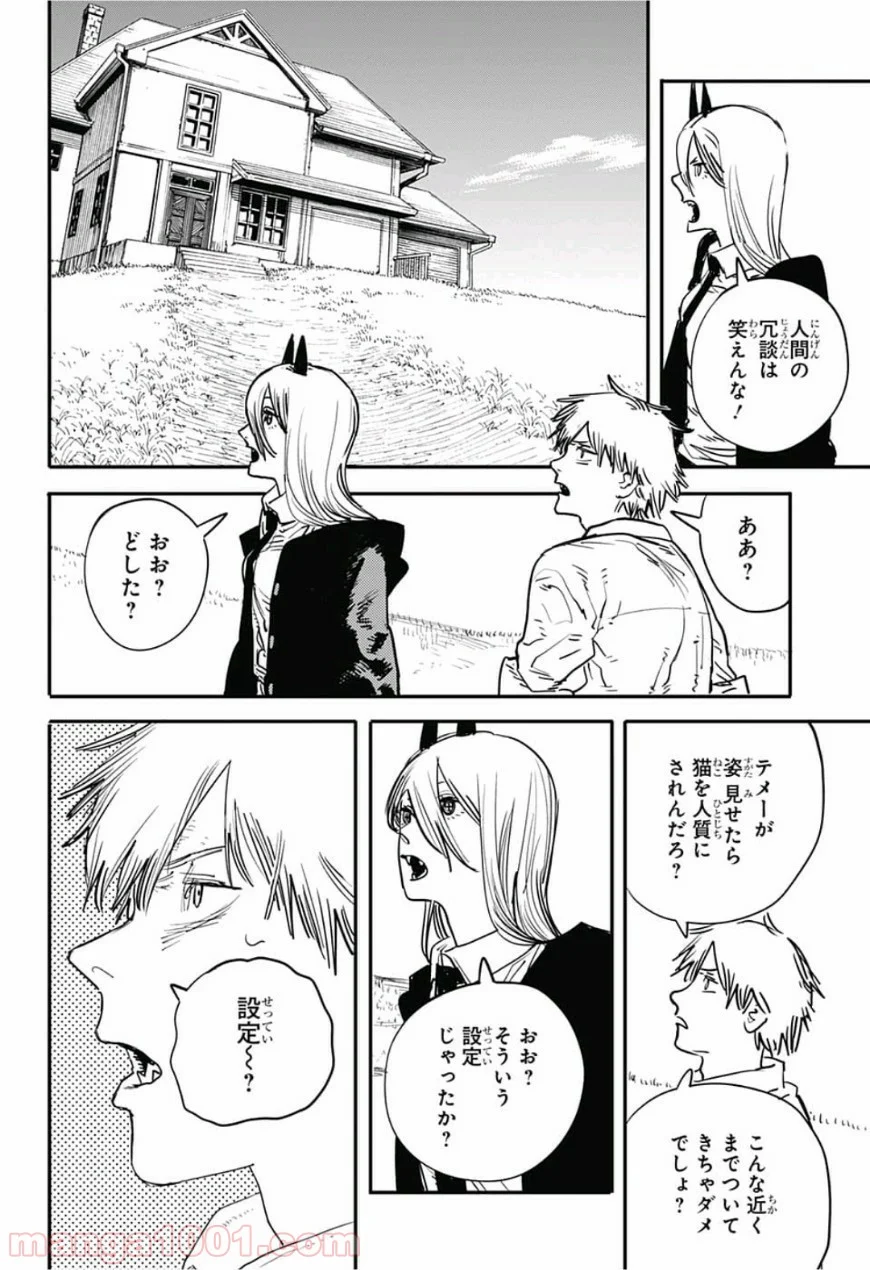 人間の
冗談は
笑えんな!
ああ?
おお?
どした?
テメーが
姿見せたら
猫を人質に
されんだろ?
こんな近く
までついて
きちゃダメ
でしょ?
おお?
そういう
設定
じゃったか?
設定〜?
manga1001.com